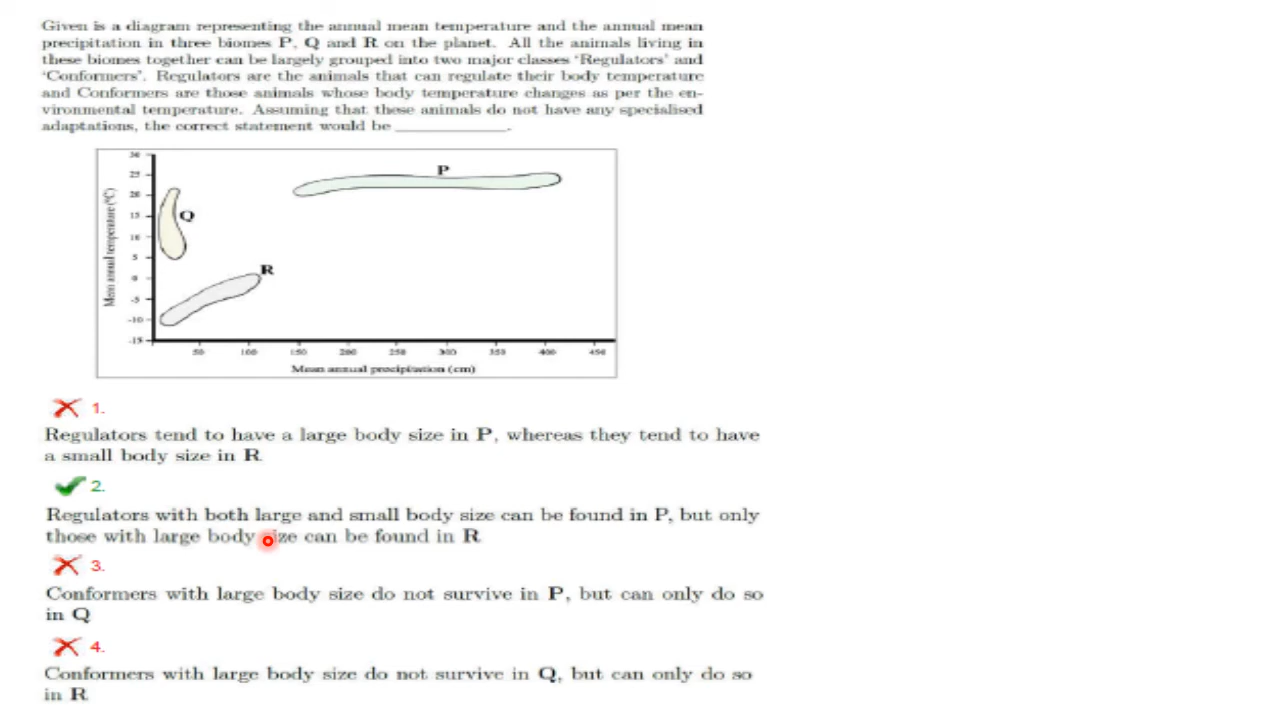 Given is a diagram representing the annual mean temperature and the annual mean
precipitation in three biomes P, Q and R on the planet. All the animals living in
these biomes together can be largely grouped into two major classes 'Regulators' and
'Conformers'. Regulators are the animals that can regulate their body temperature
and Conformers are those animals whose body temperature changes as per the en-
vironmental temperature. Assuming that these animals do not have any specialised
adaptations, the correct statement would be ____________.
30
25
20
15
10
5
0
-5
-10
-15
Mean annual temperature (°C)
P
Q
R
50 100 150 200 250 300 350 400 450
Mean annual precipitation (cm)
1.
Regulators tend to have a large body size in P, whereas they tend to have
a small body size in R
2.
Regulators with both large and small body size can be found in P, but only
those with large body size can be found in R
3.
Conformers with large body size do not survive in P, but can only do so
in Q
4.
Conformers with large body size do not survive in Q, but can only do so
in R